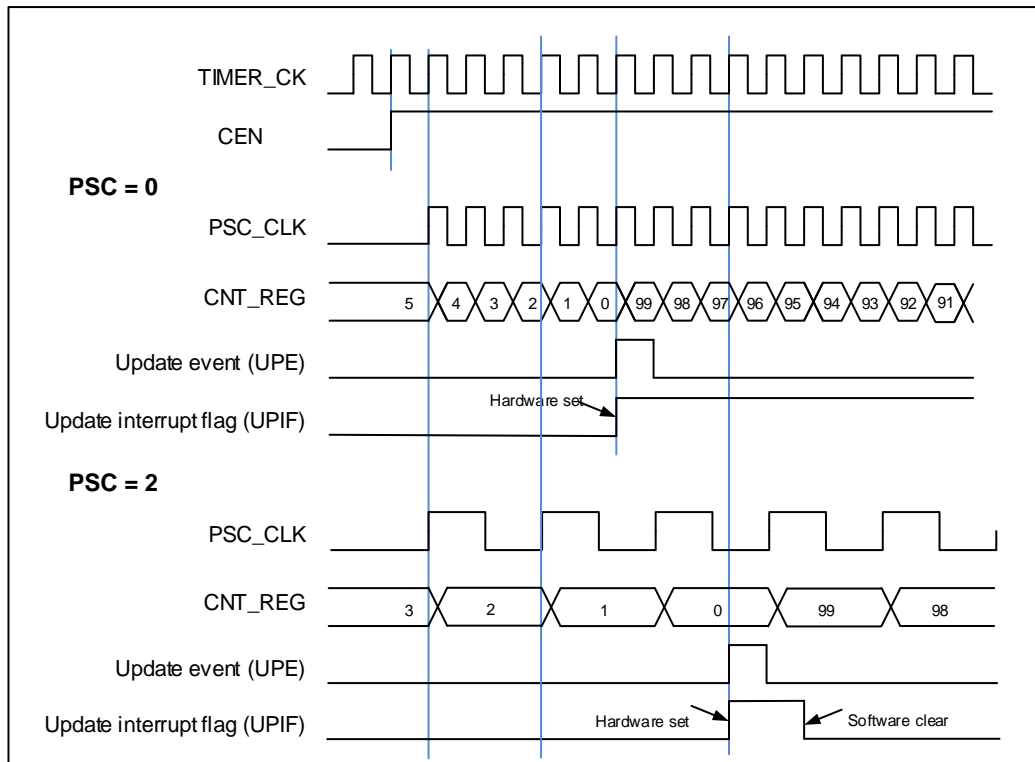 TIMER_CK
CEN
PSC = 0
PSC_CLK
CNT_REG 5 4 3 2 1 0 99 98 97 96 95 94 93 92 91
Update event (UPE)
Hardware set
Update interrupt flag (UPIF)
PSC = 2
PSC_CLK
CNT_REG 3 2 1 0 99 98
Update event (UPE)
Update interrupt flag (UPIF) Hardware set Software clear